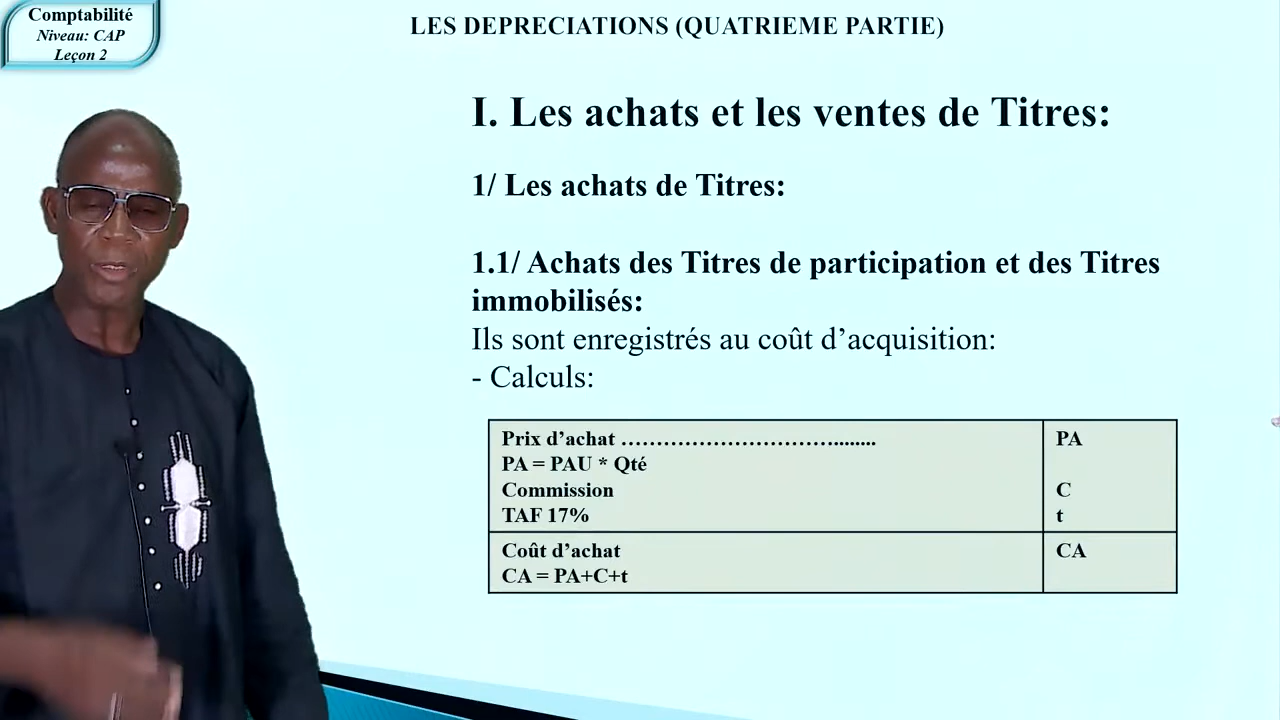 Comptabilité
Niveau: CAP
Leçon 2
LES DEPRECIATIONS (QUATRIEME PARTIE)
I. Les achats et les ventes de Titres:
1/ Les achats de Titres:
1.1/ Achats des Titres de participation et des Titres
immobilisés:
Ils sont enregistrés au coût d’acquisition:
- Calculs:
Prix d’achat …………………………........ PA
PA = PAU * Qté
Commission C
TAF 17% t
Coût d’achat CA
CA = PA+C+t